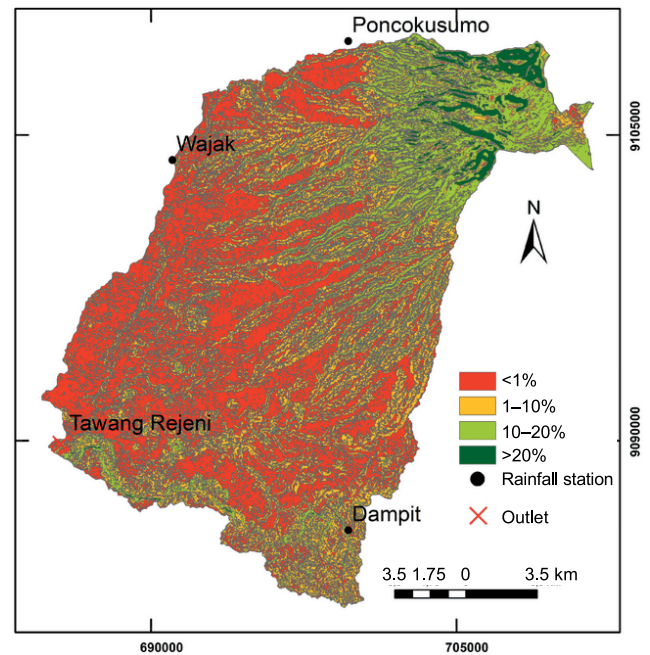 Poncokusumo
Wajak
9105000
N
<1%
1–10%
10–20%
>20%
Rainfall station
Outlet
Tawang Rejeni
9090000
Dampit
3.5 1.75 0 3.5 km
690000 705000